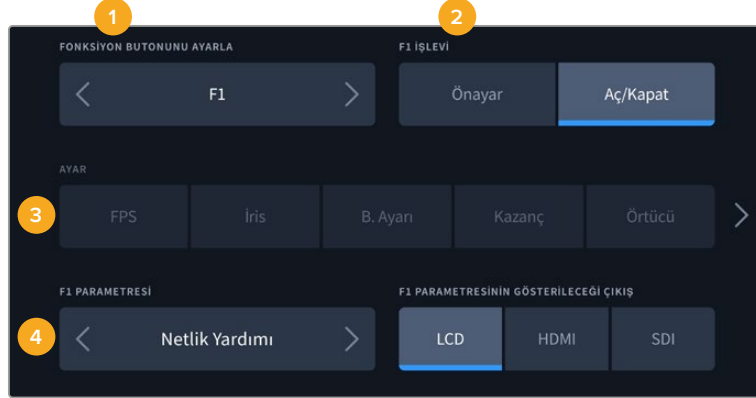 1 2
FONKSİYON BUTONUNU AYARLA F1 İŞLEVİ
F1 Önayar Aç/Kapat
AYAR
3 FPS İris B. Ayarı Kazanç Örtücü
F1 PARAMETRESİ F1 PARAMETRESİNİN GÖSTERİLECEĞİ ÇIKIŞ
4 Netlik Yardımı LCD HDMI SDI